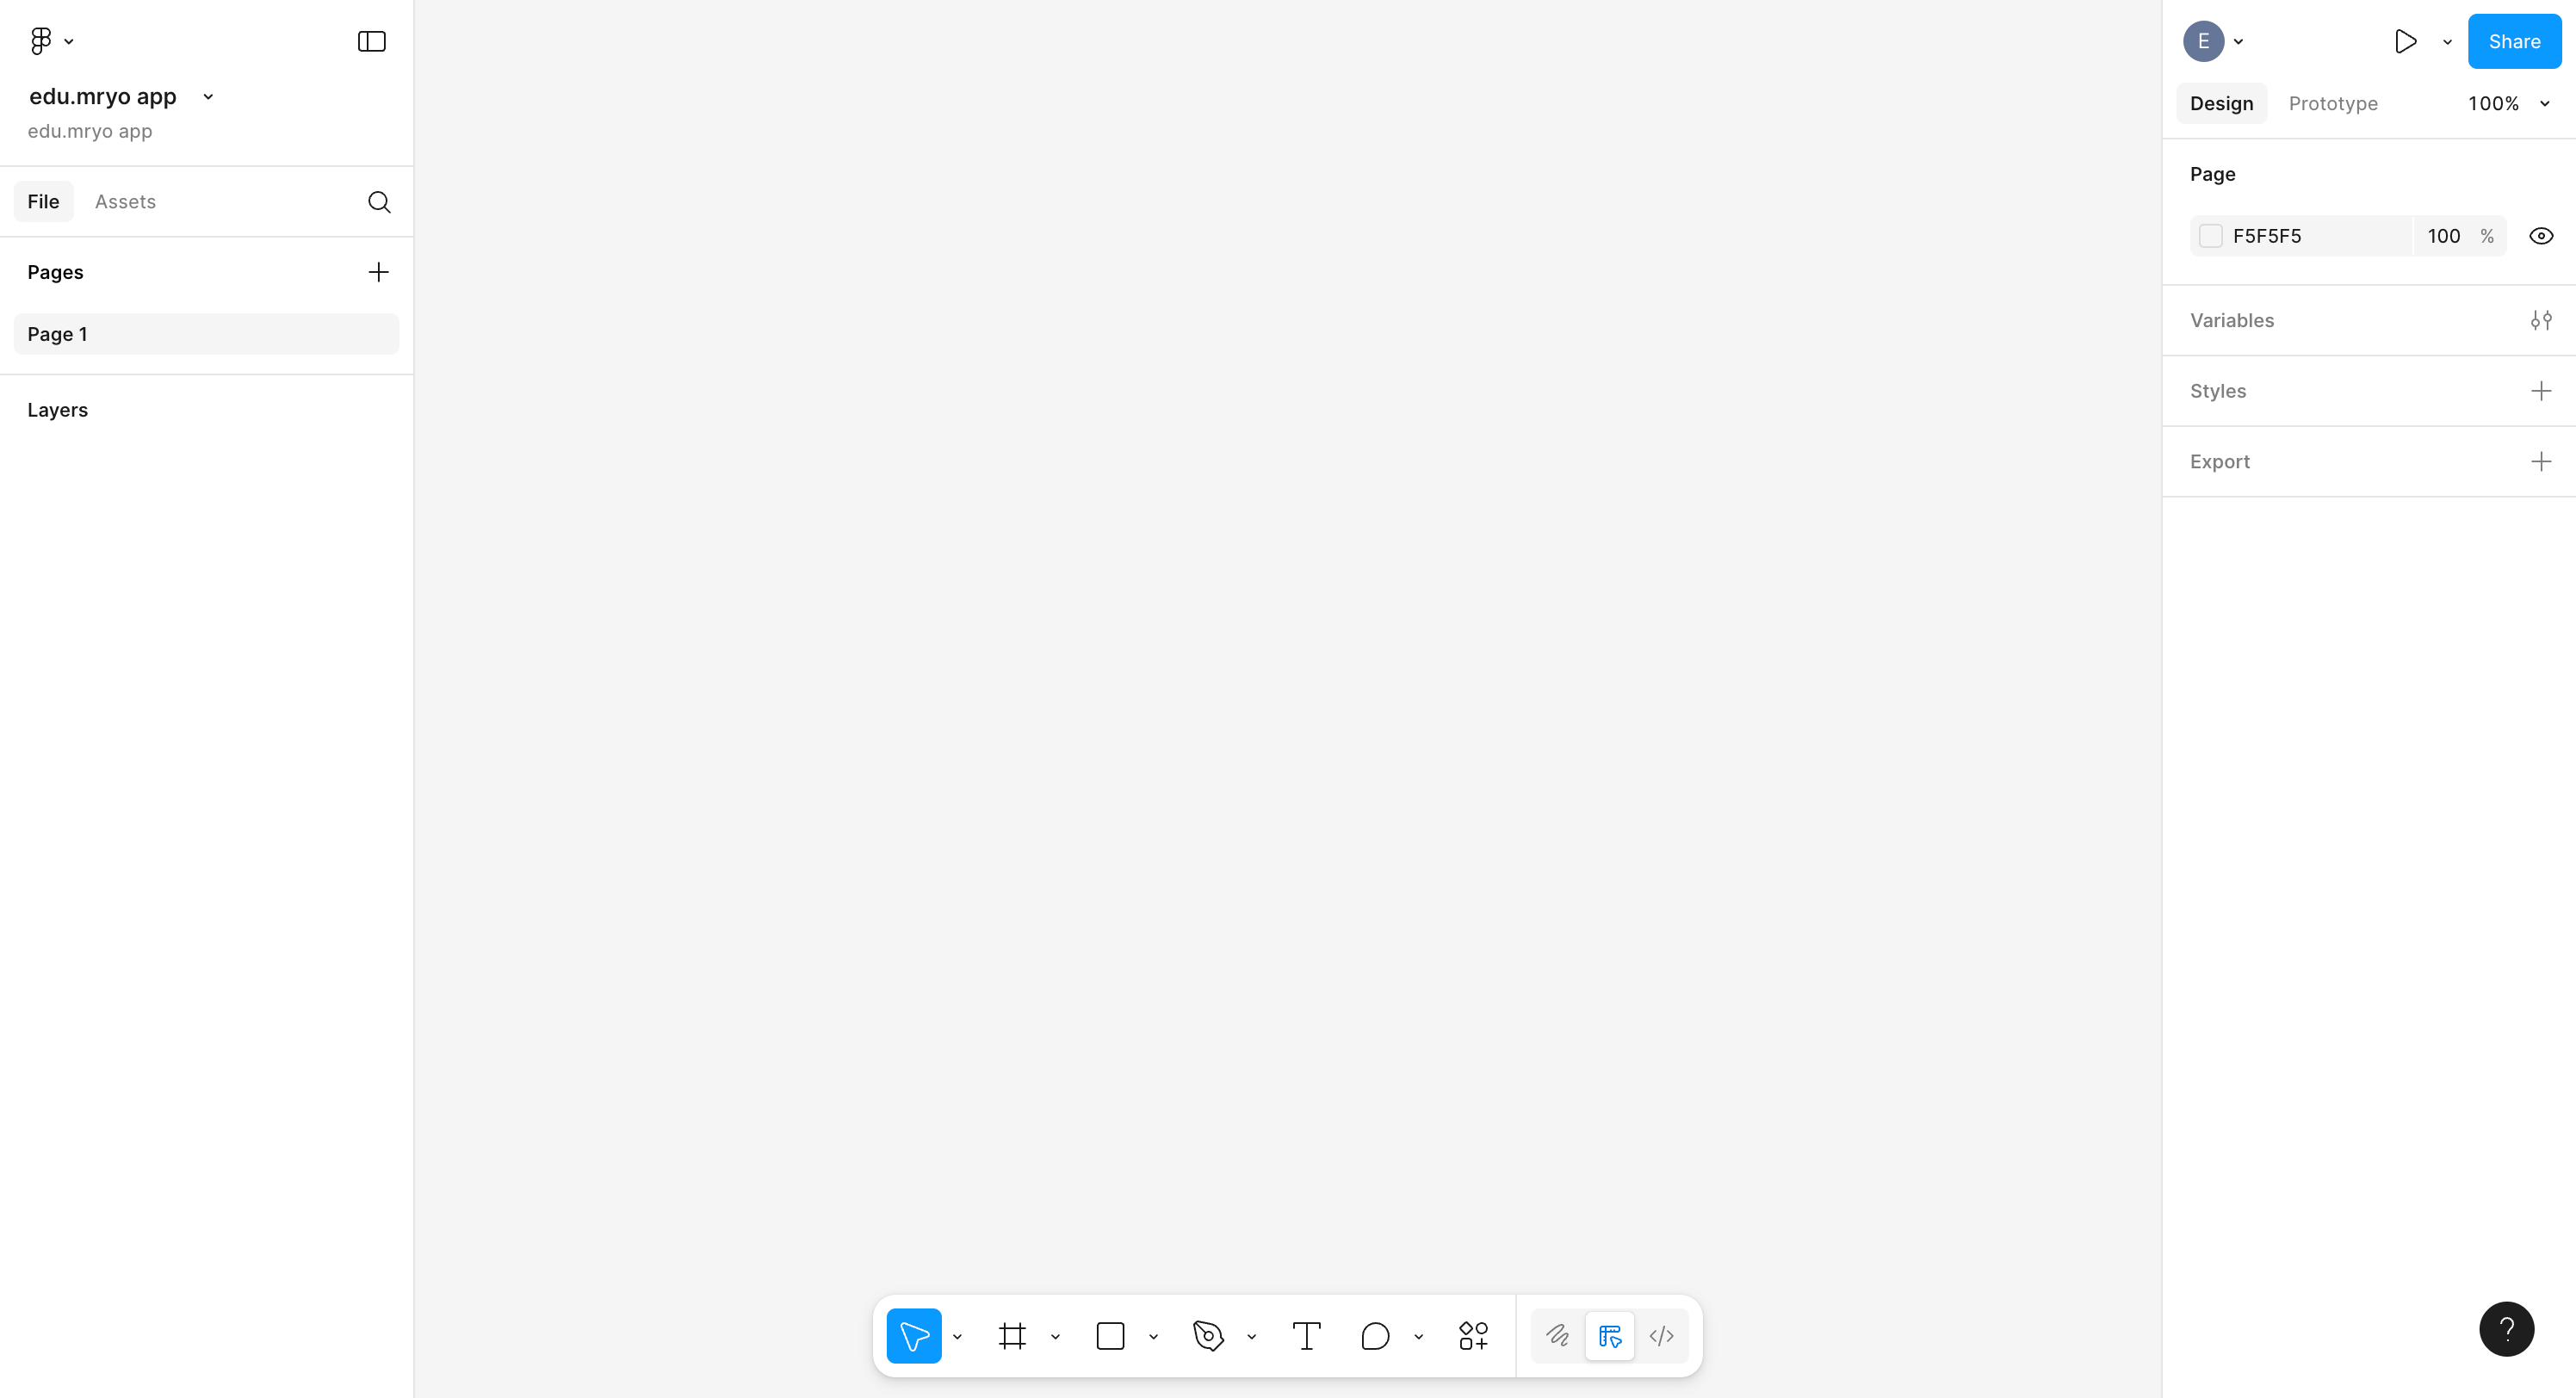 edu.mryo app
edu.mryo app
File Assets
Pages
Page 1
Layers
E
Share
Design Prototype 100%
Page
F5F5F5 100 %
Variables
Styles
Export
?